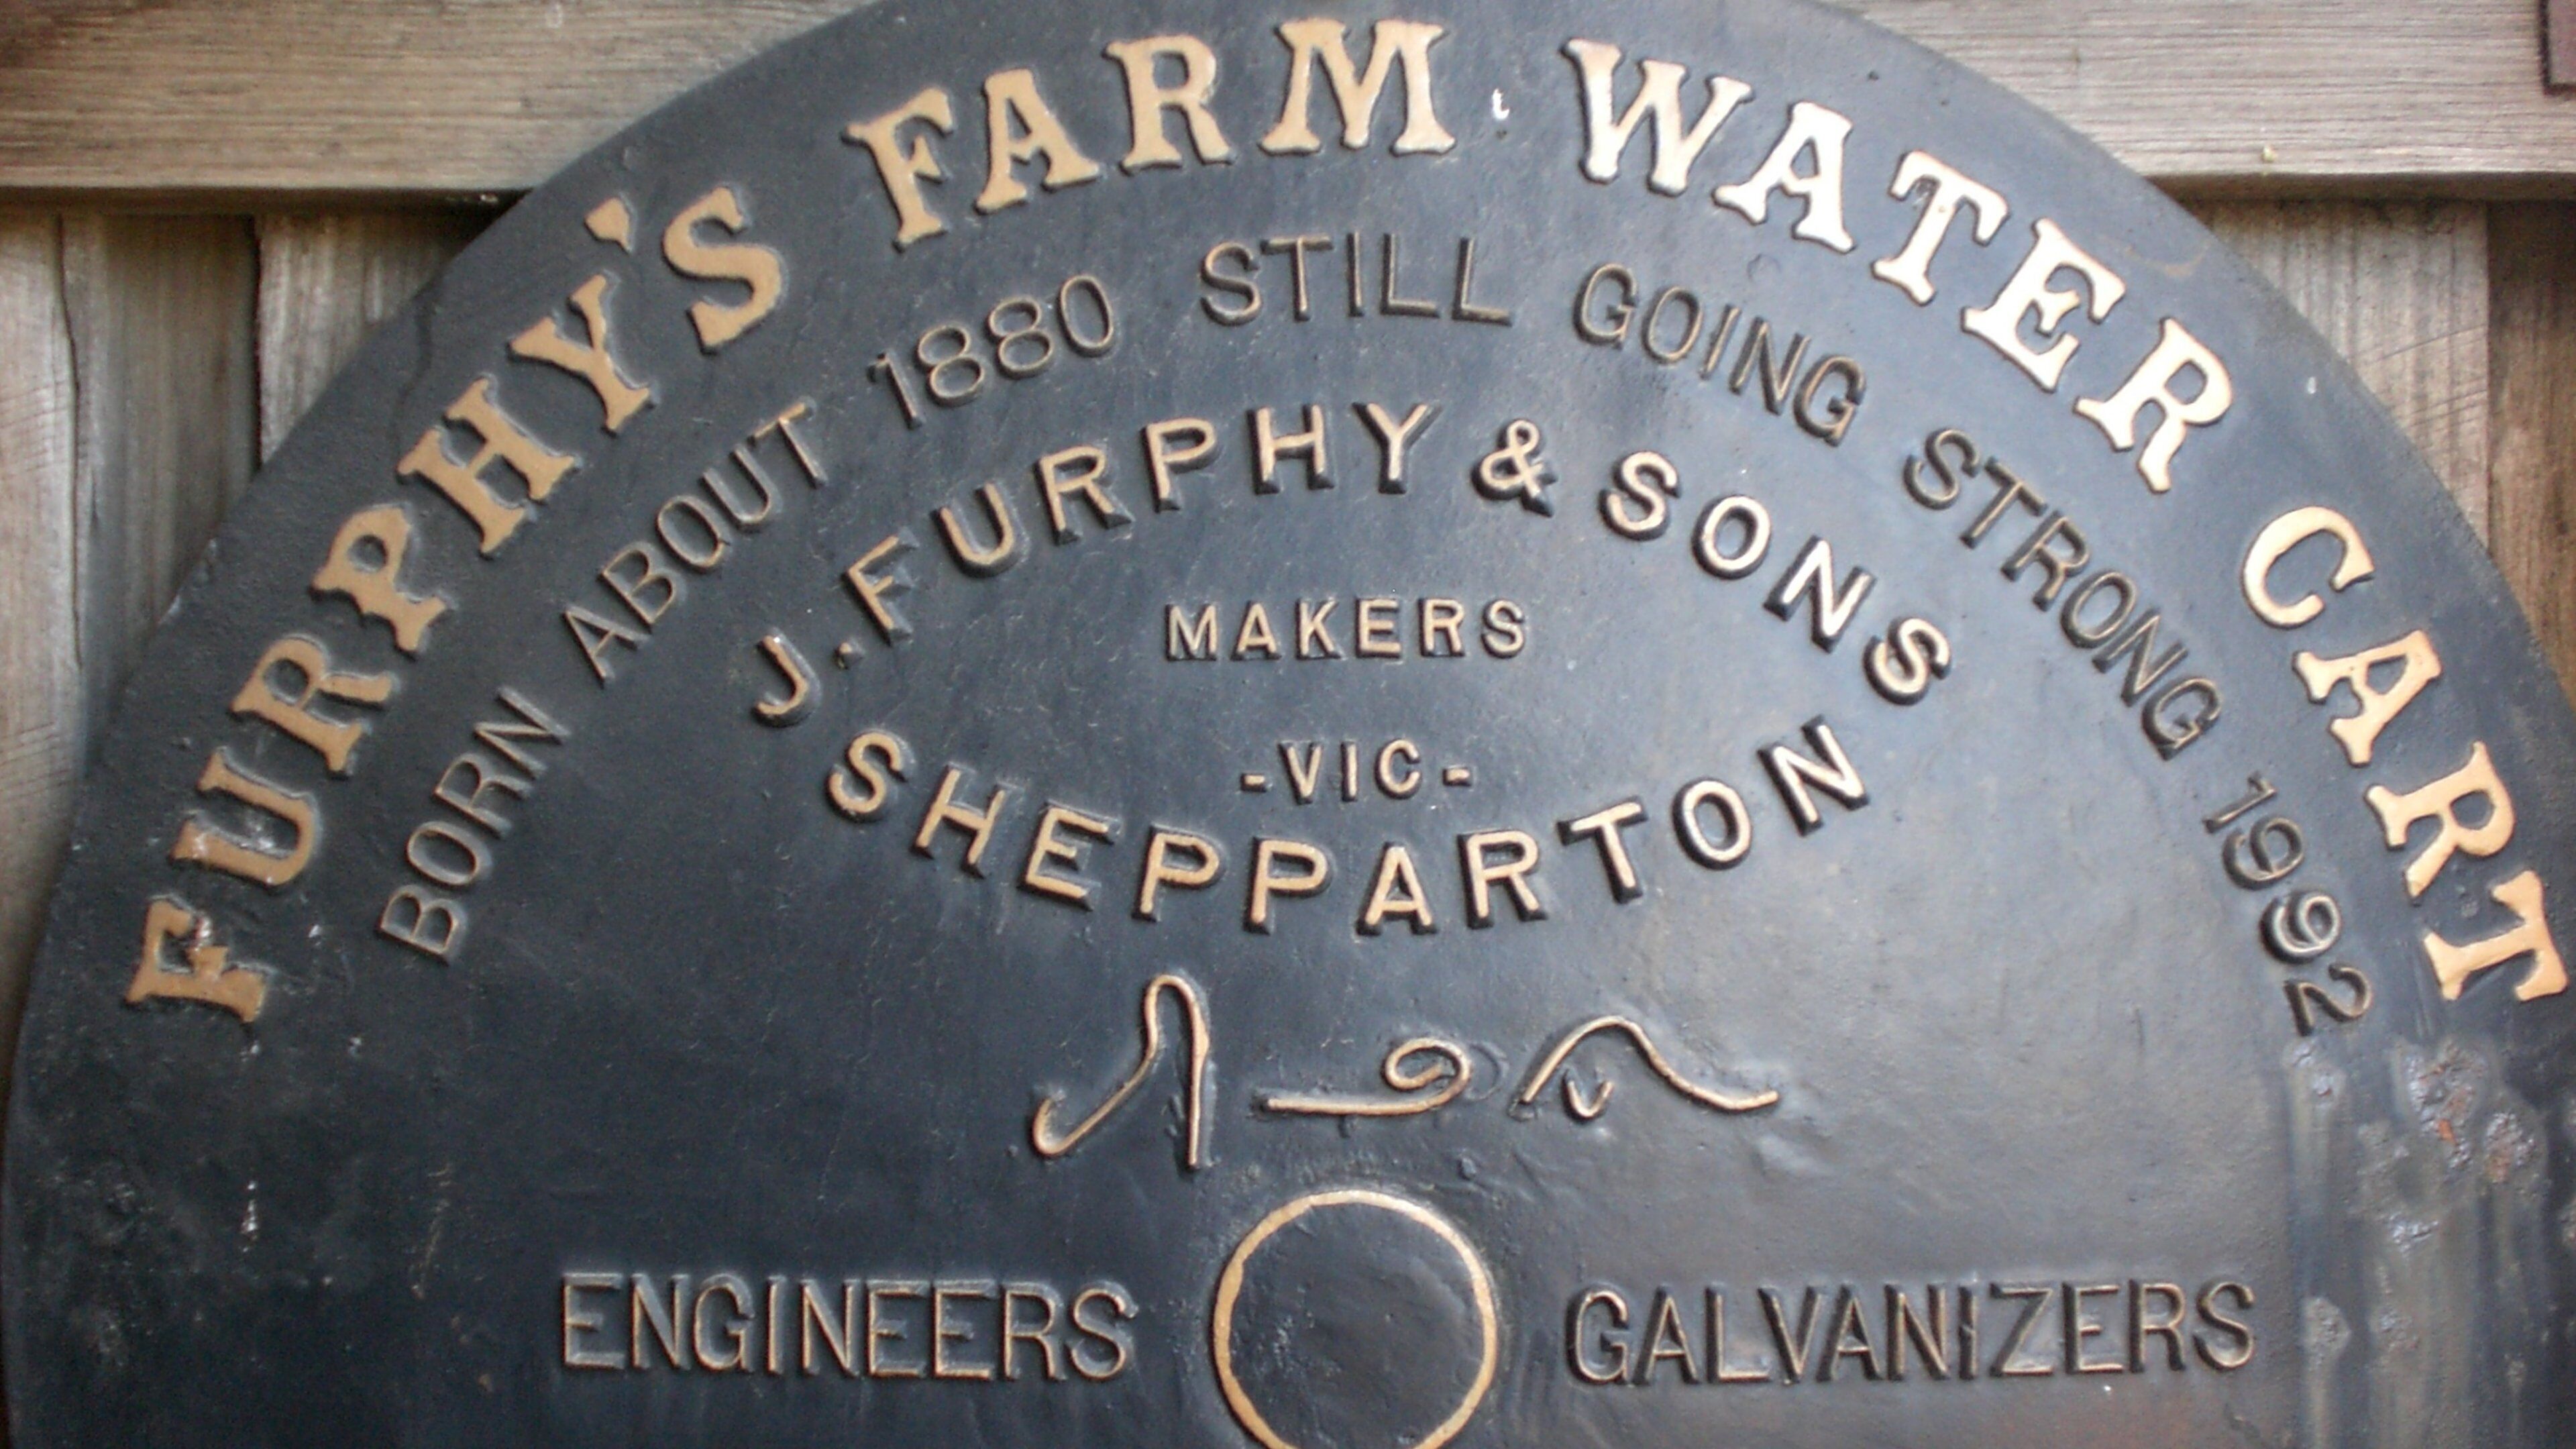 FURPHY'S FARM WATER CART
BORN ABOUT 1880 STILL GOING STRONG 1992
J. FURPHY & SONS
MAKERS
-VIC-
SHEPPARTON
ENGINEERS GALVANIZERS